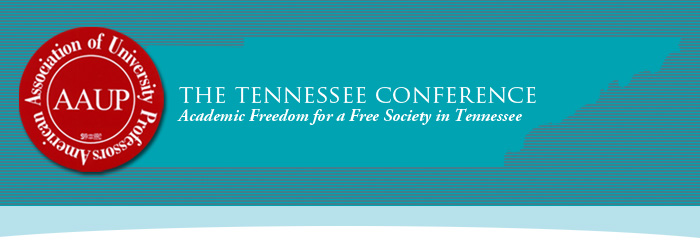 American Association of University Professors
AAUP
THE TENNESSEE CONFERENCE
Academic Freedom for a Free Society in Tennessee